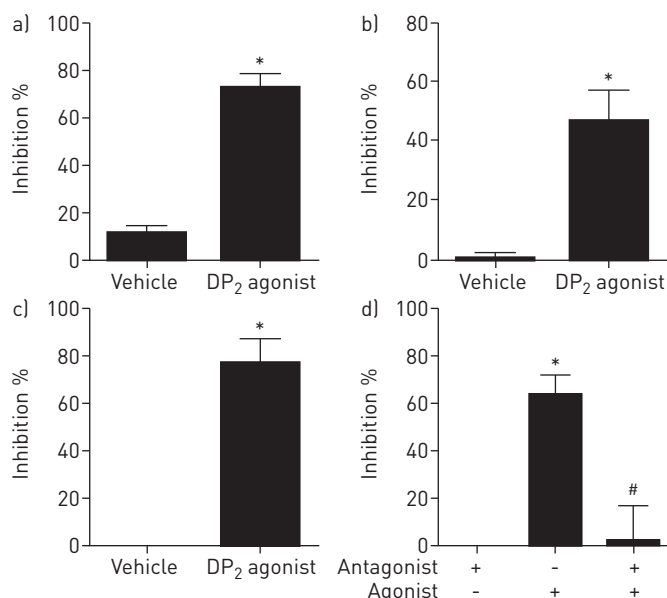 a)
100
80
60
40
20
0
Inhibition %
*
Vehicle
DP₂ agonist
b)
80
60
40
20
0
Inhibition %
*
Vehicle
DP₂ agonist
c)
100
80
60
40
20
0
Inhibition %
*
Vehicle
DP₂ agonist
d)
100
80
60
40
20
0
Inhibition %
*
#
Antagonist + - +
Agonist - + +